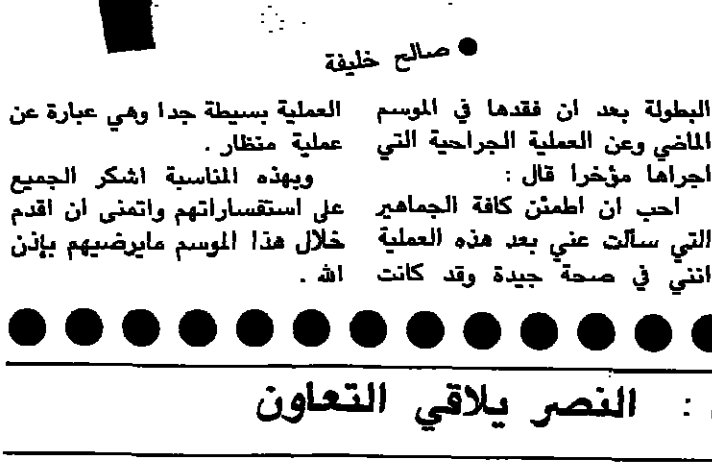 ● صالح خليفة
البطولة بعد ان فقدها في الموسم
الماضي وعن العملية الجراحية التي
اجراها مؤخرا قال :
احب ان اطمئن كافة الجماهير
التي سألت عني بعد هذه العملية
انني في صحة جيدة وقد كانت
العملية بسيطة جدا وهي عبارة عن
عملية منظار .
وبهذه المناسبة اشكر الجميع
على استفساراتهم واتمنى ان اقدم
خلال هذا الموسم مايرضيهم بإذن
الله .
: النصر يلاقي التعاون